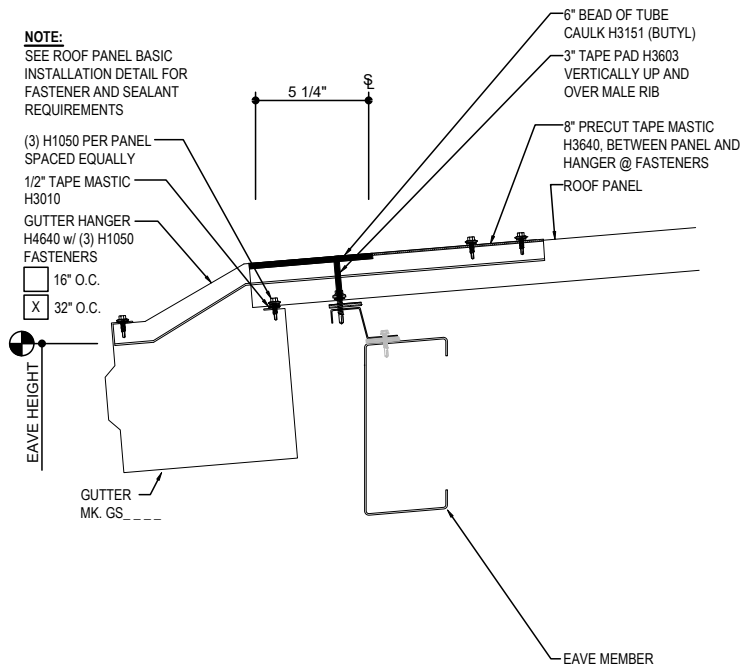 NOTE:
SEE ROOF PANEL BASIC
INSTALLATION DETAIL FOR
FASTENER AND SEALANT
REQUIREMENTS
(3) H1050 PER PANEL
SPACED EQUALLY
1/2" TAPE MASTIC
H3010
GUTTER HANGER
H4640 w/ (3) H1050
FASTENERS
16" O.C.
X 32" O.C.
EAVE HEIGHT
GUTTER
MK. GS_ _ _ _
5 1/4"
℄
6" BEAD OF TUBE
CAULK H3151 (BUTYL)
3" TAPE PAD H3603
VERTICALLY UP AND
OVER MALE RIB
8" PRECUT TAPE MASTIC
H3640, BETWEEN PANEL AND
HANGER @ FASTENERS
ROOF PANEL
EAVE MEMBER